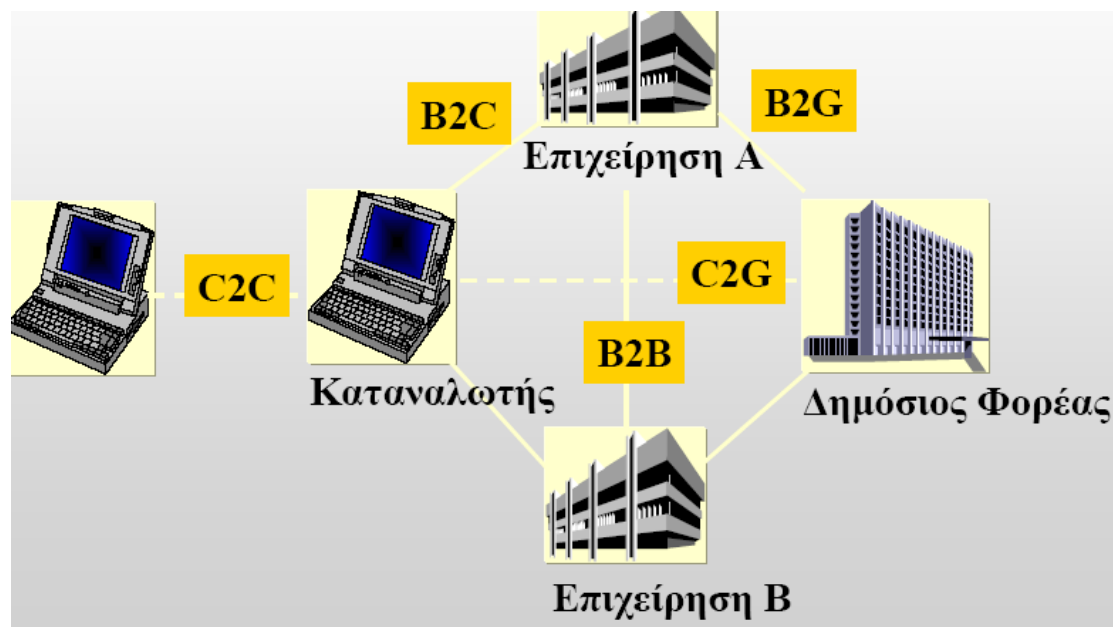 B2C
B2G
Επιχείρηση Α
C2C
C2G
B2B
Καταναλωτής
Δημόσιος Φορέας
Επιχείρηση Β